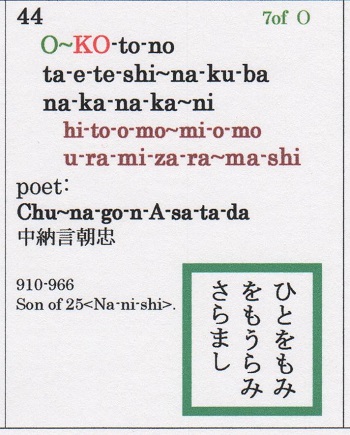 44
7of O
O~KO-to-no
ta-e-te-shi~na-ku-ba
na-ka-na-ka~ni
hi-to-o-mo~mi-o-mo
u-ra-mi-za-ra~ma-shi
poet:
Chu~na-go-n-A-sa-ta-da
中納言朝忠
910-966
Son of 25<Na-ni-shi>.
ひとをもみ
をもうらみ
さらまし